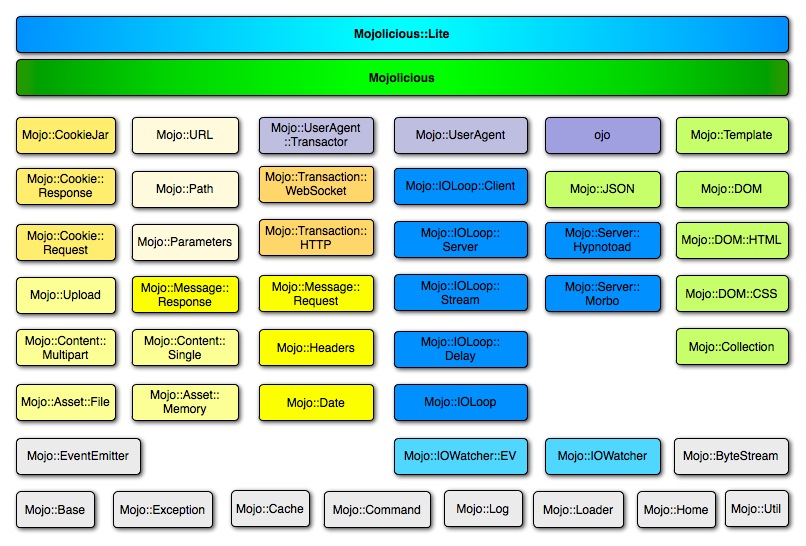 Mojolicious::Lite
Mojolicious
Mojo::CookieJar
Mojo::URL
Mojo::UserAgent
::Transactor
Mojo::UserAgent
ojo
Mojo::Template
Mojo::Cookie::
Response
Mojo::Path
Mojo::Transaction::
WebSocket
Mojo::IOLoop::Client
Mojo::JSON
Mojo::DOM
Mojo::Cookie::
Request
Mojo::Parameters
Mojo::Transaction::
HTTP
Mojo::IOLoop::
Server
Mojo::Server::
Hypnotoad
Mojo::DOM::HTML
Mojo::Upload
Mojo::Message::
Response
Mojo::Message::
Request
Mojo::IOLoop::
Stream
Mojo::Server::
Morbo
Mojo::DOM::CSS
Mojo::Content::
Multipart
Mojo::Content::
Single
Mojo::Headers
Mojo::IOLoop::
Delay
Mojo::Collection
Mojo::Asset::File
Mojo::Asset::
Memory
Mojo::Date
Mojo::IOLoop
Mojo::EventEmitter
Mojo::IOWatcher::EV
Mojo::IOWatcher
Mojo::ByteStream
Mojo::Base
Mojo::Exception
Mojo::Cache
Mojo::Command
Mojo::Log
Mojo::Loader
Mojo::Home
Mojo::Util